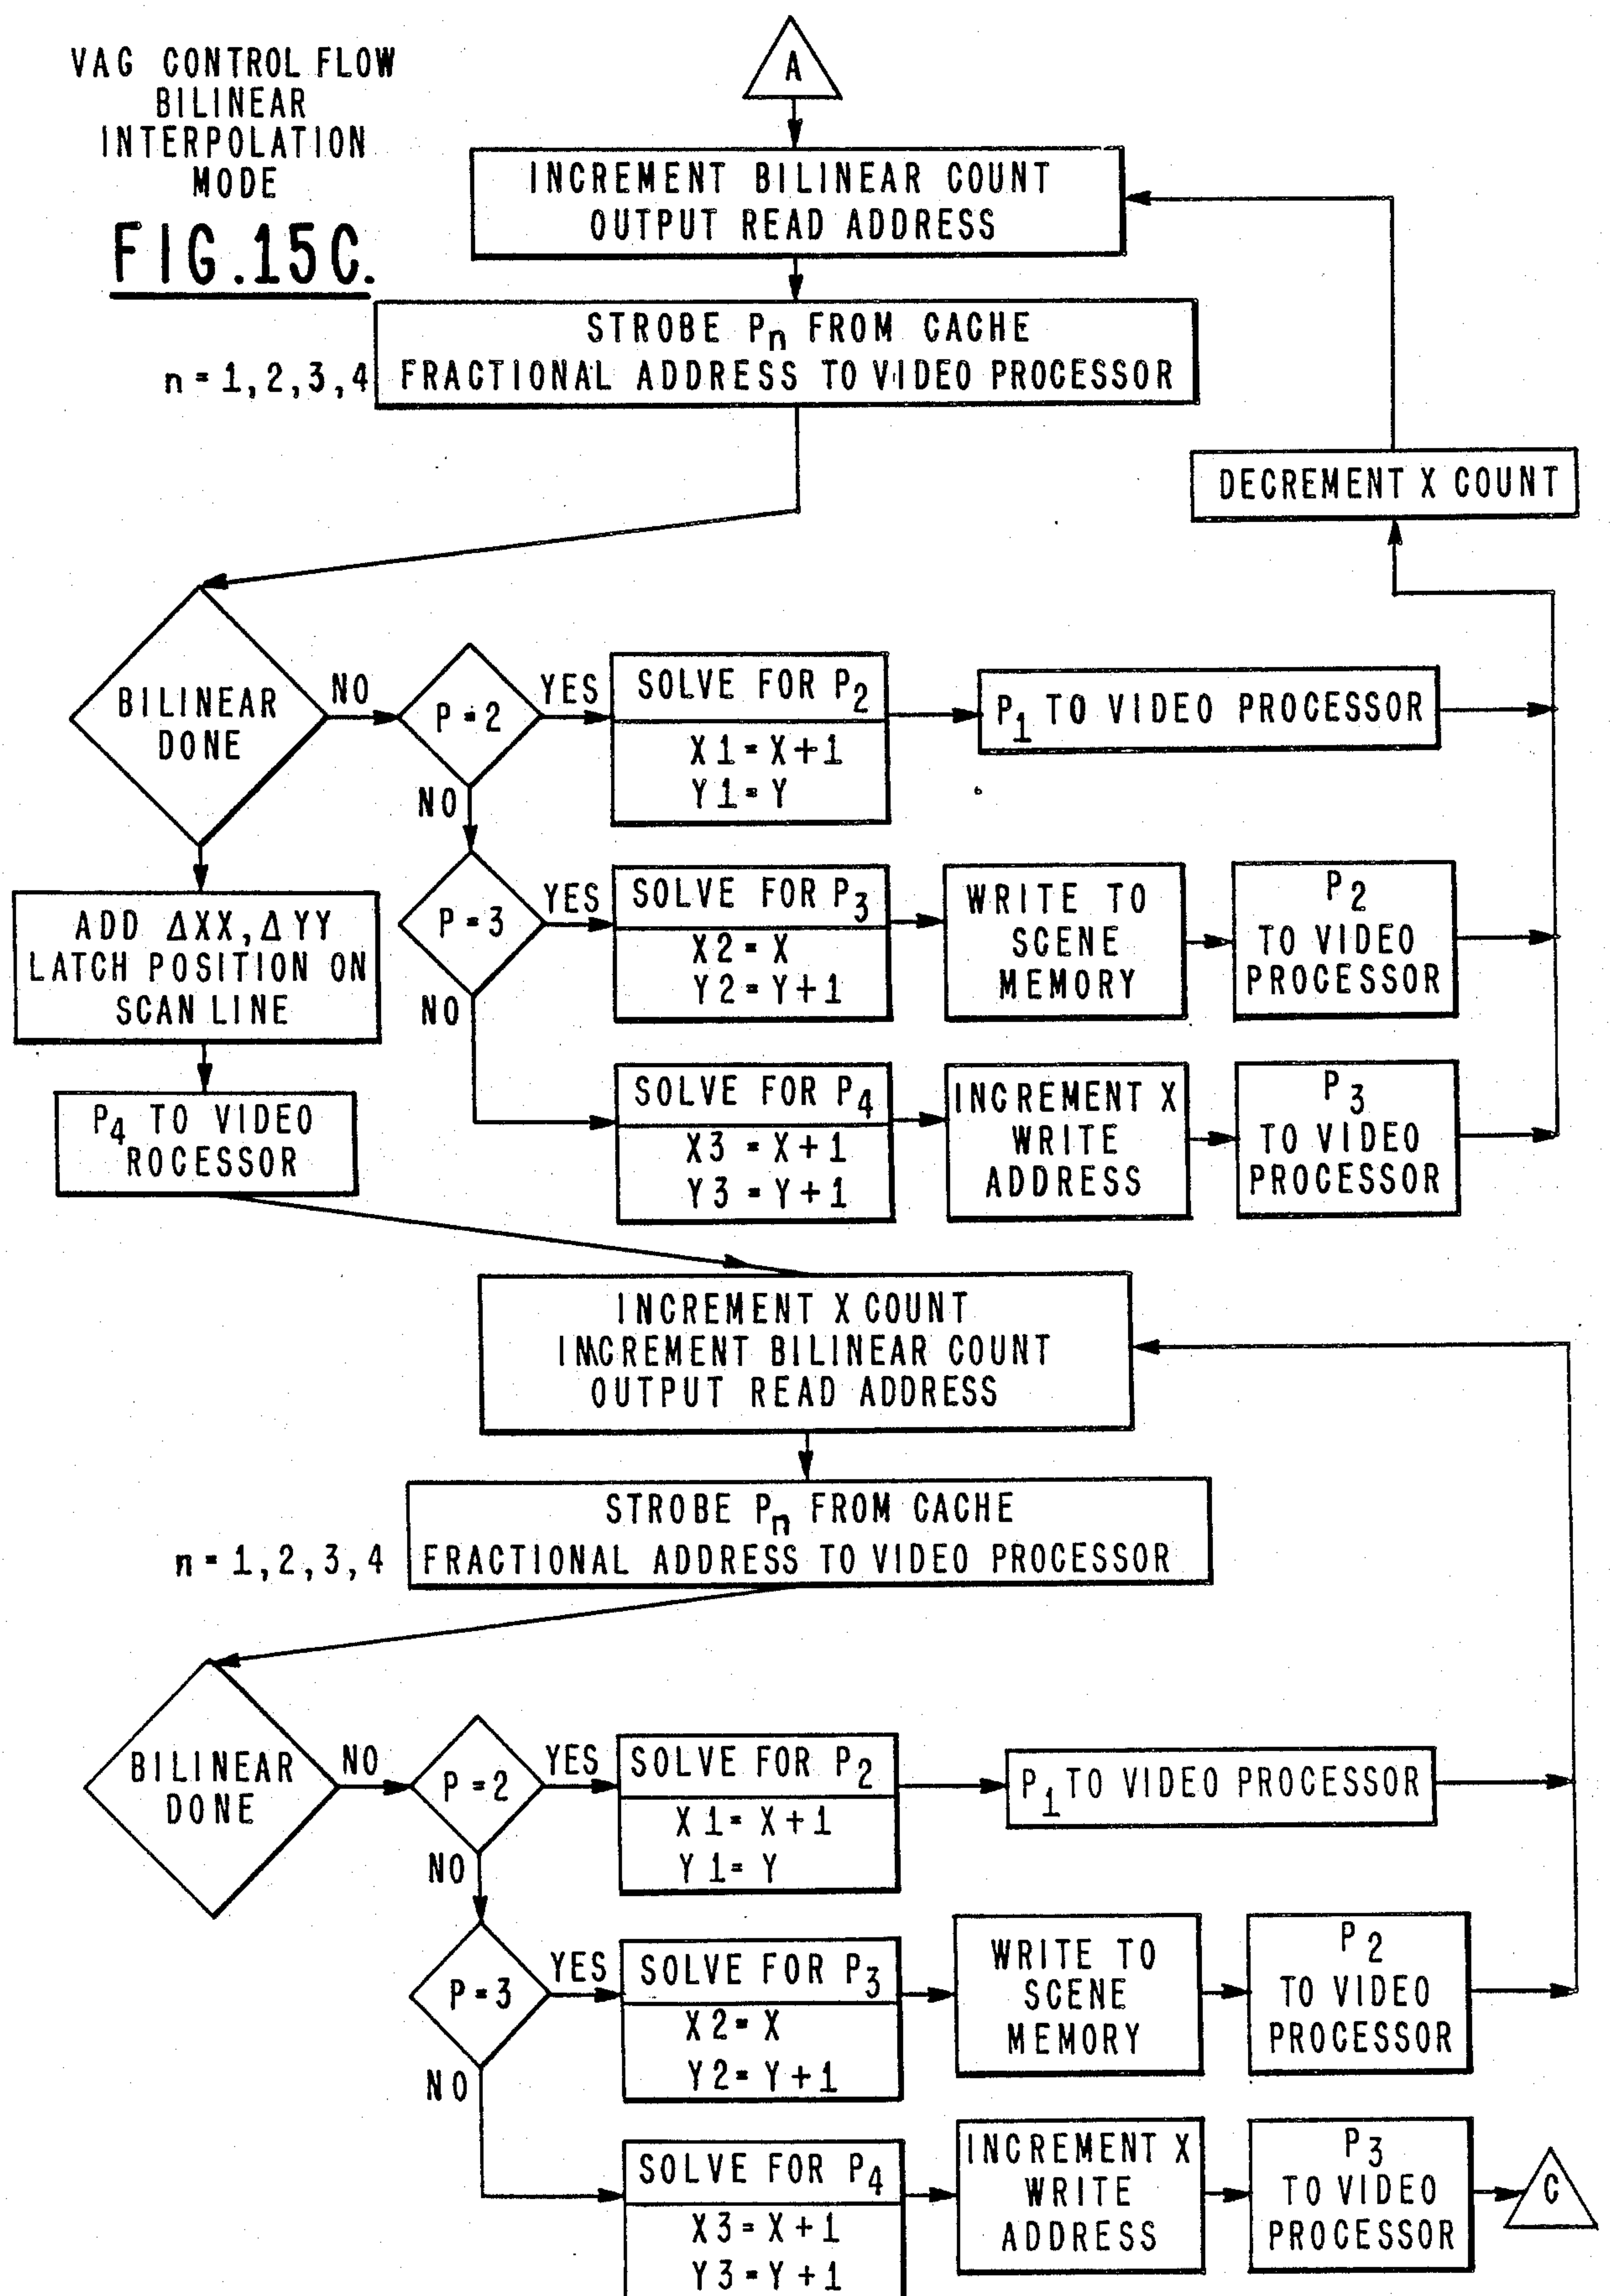 VAG CONTROL FLOW
BILINEAR
INTERPOLATION
MODE
FIG.15C.
A
INCREMENT BILINEAR COUNT
OUTPUT READ ADDRESS
STROBE Pn FROM CACHE
FRACTIONAL ADDRESS TO VIDEO PROCESSOR
n = 1,2,3,4
DECREMENT X COUNT
BILINEAR
DONE
NO
P = 2
YES
SOLVE FOR P2
X1 = X+1
Y1 = Y
P1 TO VIDEO PROCESSOR
NO
P = 3
YES
SOLVE FOR P3
X2 = X
Y2 = Y+1
WRITE TO
SCENE
MEMORY
P2
TO VIDEO
PROCESSOR
NO
ADD ΔXX, ΔYY
LATCH POSITION ON
SCAN LINE
SOLVE FOR P4
X3 = X+1
Y3 = Y+1
INCREMENT X
WRITE
ADDRESS
P3
TO VIDEO
PROCESSOR
P4 TO VIDEO
ROCESSOR
INCREMENT X COUNT
INCREMENT BILINEAR COUNT
OUTPUT READ ADDRESS
STROBE Pn FROM CACHE
FRACTIONAL ADDRESS TO VIDEO PROCESSOR
n = 1,2,3,4
BILINEAR
DONE
NO
P = 2
YES
SOLVE FOR P2
X1 = X+1
Y1 = Y
P1 TO VIDEO PROCESSOR
NO
P = 3
YES
SOLVE FOR P3
X2 = X
Y2 = Y+1
WRITE TO
SCENE
MEMORY
P2
TO VIDEO
PROCESSOR
NO
SOLVE FOR P4
X3 = X+1
Y3 = Y+1
INCREMENT X
WRITE
ADDRESS
P3
TO VIDEO
PROCESSOR
C